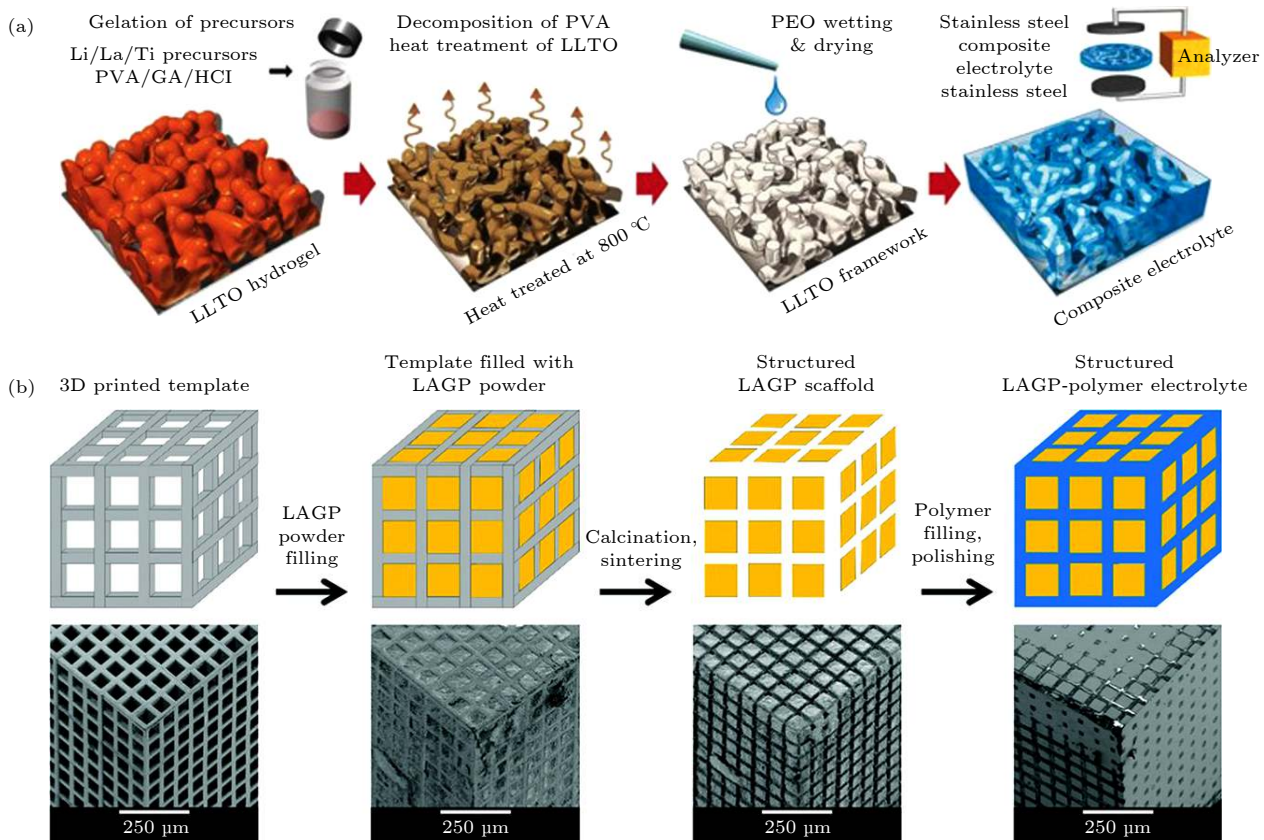 (a)
Gelation of precursors
Li/La/Ti precursors
PVA/GA/HCI
Decomposition of PVA
heat treatment of LLTO
PEO wetting
& drying
Stainless steel
composite
electrolyte
stainless steel
Analyzer
LLTO hydrogel
Heat treated at 800 ℃
LLTO framework
Composite electrolyte
(b)
3D printed template
Template filled with
LAGP powder
Structured
LAGP scaffold
Structured
LAGP-polymer electrolyte
LAGP
powder
filling
Calcination,
sintering
Polymer
filling,
polishing
250 μm
250 μm
250 μm
250 μm